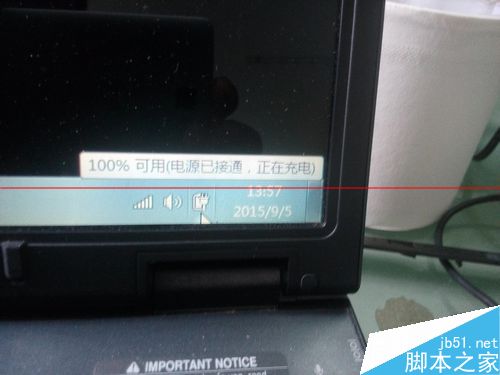 100% 可用(电源已接通，正在充电)
13:57
2015/9/5
IMPORTANT NOTICE
jb51.net
脚本之家